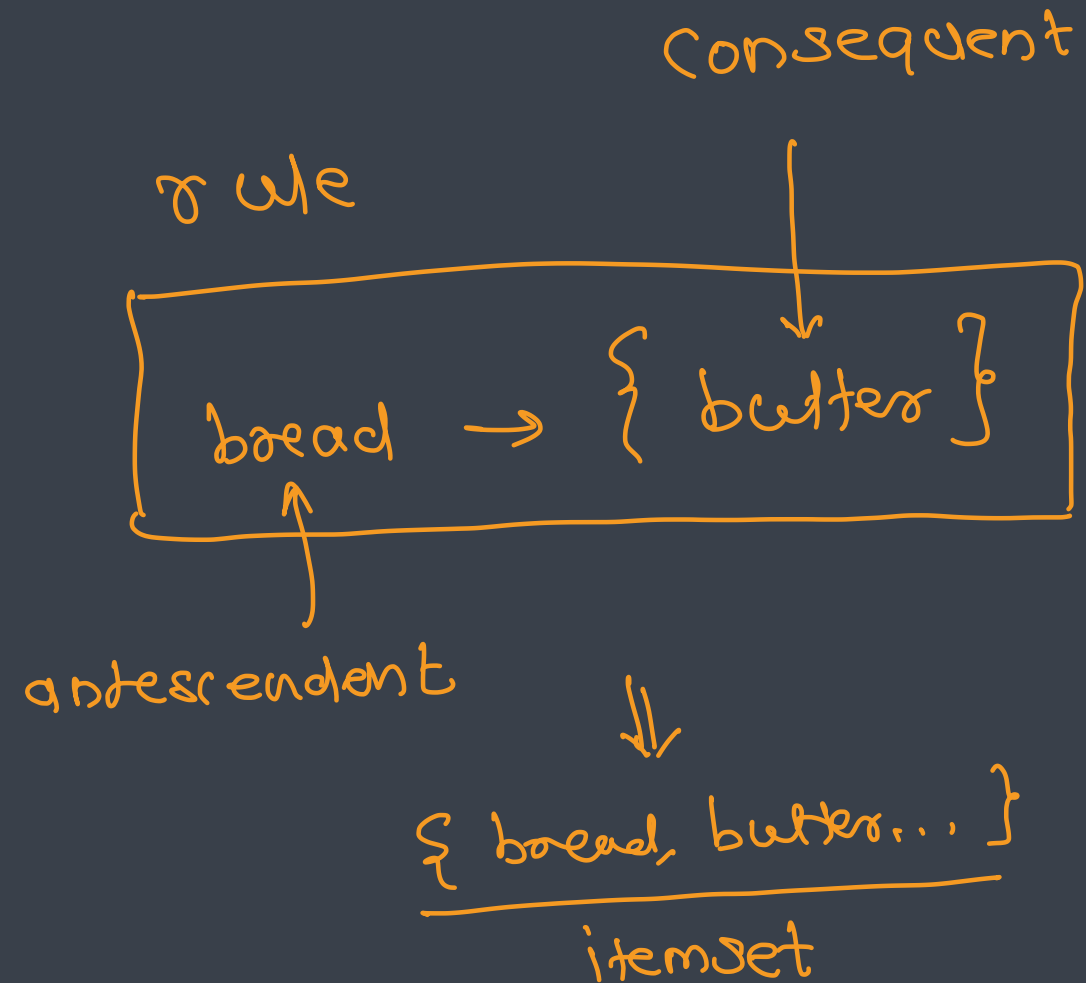 consequent
rule
bread → { butter }
antescendent
⇓
{ bread, butter... }
itemset